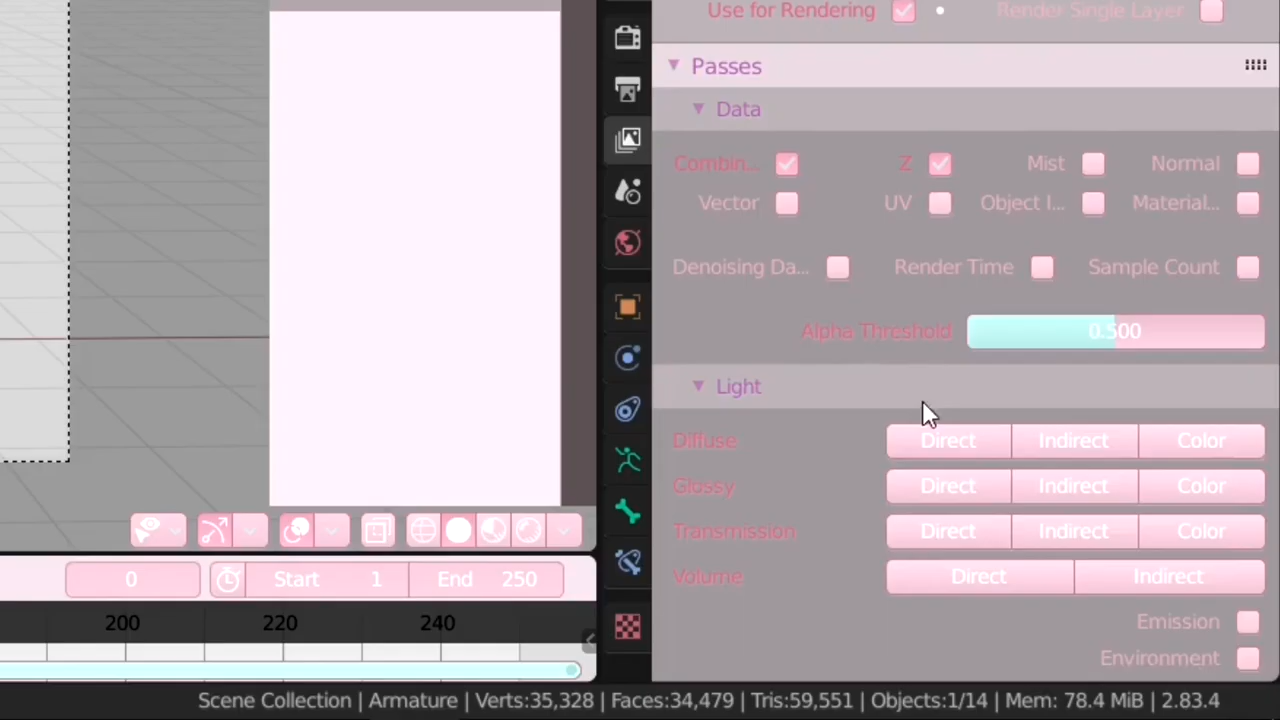 Use for Rendering Render Single Layer
Passes
Data
Combin... Z Mist Normal
Vector UV Object I... Material...
Denoising Da... Render Time Sample Count
Alpha Threshold 0.500
Light
Diffuse Direct Indirect Color
Glossy Direct Indirect Color
Transmission Direct Indirect Color
Volume Direct Indirect
Emission
Environment
0 Start 1 End 250
200 220 240
Scene Collection | Armature | Verts:35,328 | Faces:34,479 | Tris:59,551 | Objects:1/14 | Mem: 78.4 MiB | 2.83.4